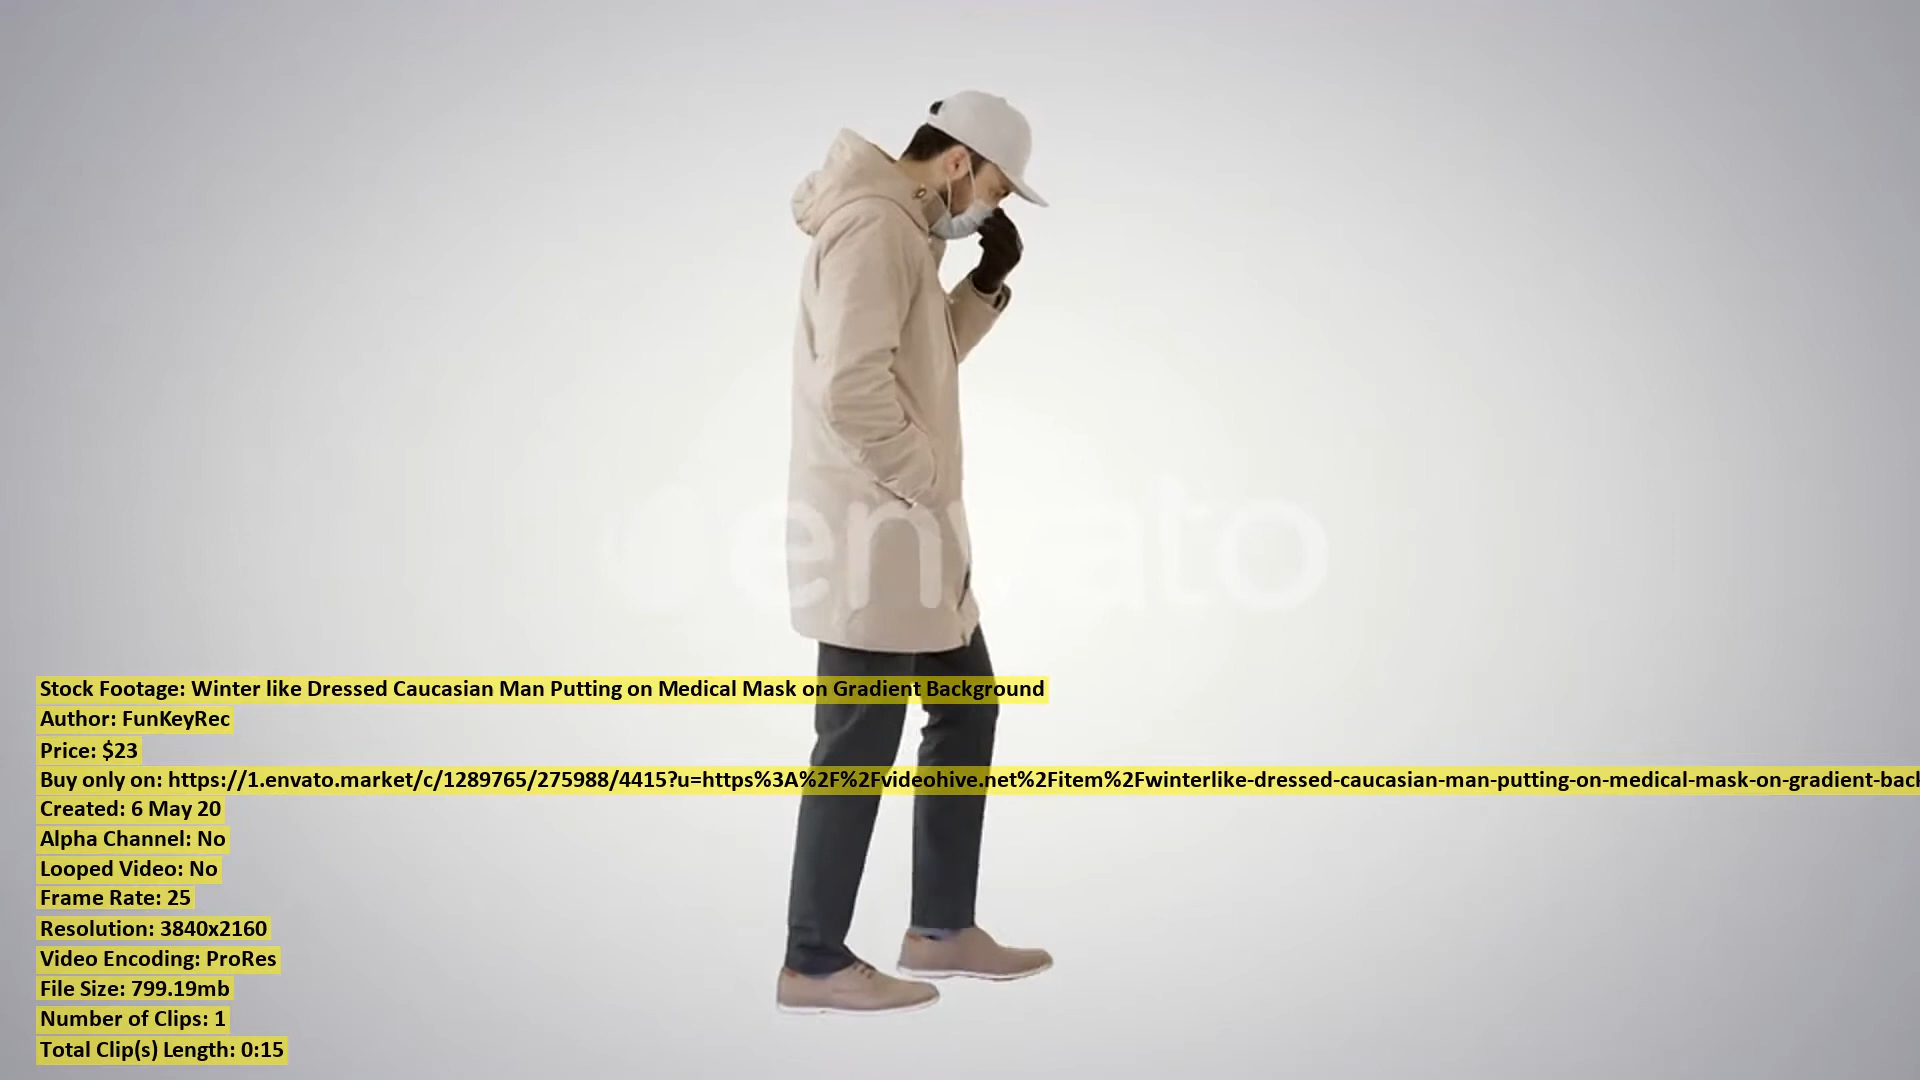 envato
Stock Footage: Winter like Dressed Caucasian Man Putting on Medical Mask on Gradient Background
Author: FunKeyRec
Price: $23
Buy only on: https://1.envato.market/c/1289765/275988/4415?u=https%3A%2F%2Fvideohive.net%2Fitem%2Fwinterlike-dressed-caucasian-man-putting-on-medical-mask-on-gradient-back
Created: 6 May 20
Alpha Channel: No
Looped Video: No
Frame Rate: 25
Resolution: 3840x2160
Video Encoding: ProRes
File Size: 799.19mb
Number of Clips: 1
Total Clip(s) Length: 0:15